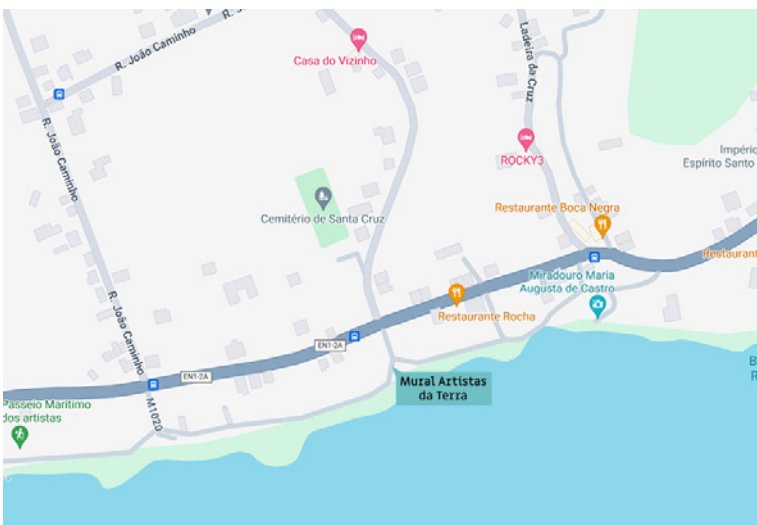 R. João Caminho
R. Jo
R. João Caminho
R. João Caminho
M1020
Casa do Vizinho
Ladeira da Cruz
ROCKY3
Cemitério de Santa Cruz
Restaurante Boca Negra
Império
Espírito Santo
Restaurant
Miradouro Maria
Augusta de Castro
Restaurante Rocha
EN1-2A
EN1-2A
Mural Artistas
da Terra
Passeio Marítimo
dos artistas
B
R